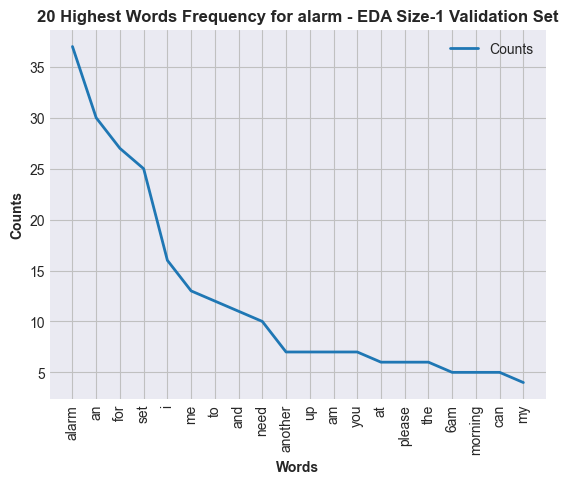 20 Highest Words Frequency for alarm - EDA Size-1 Validation Set
Counts
35
30
25
20
15
10
5
Counts
alarm
an
for
set
i
me
to
and
need
another
up
am
you
at
please
the
6am
morning
can
my
Words